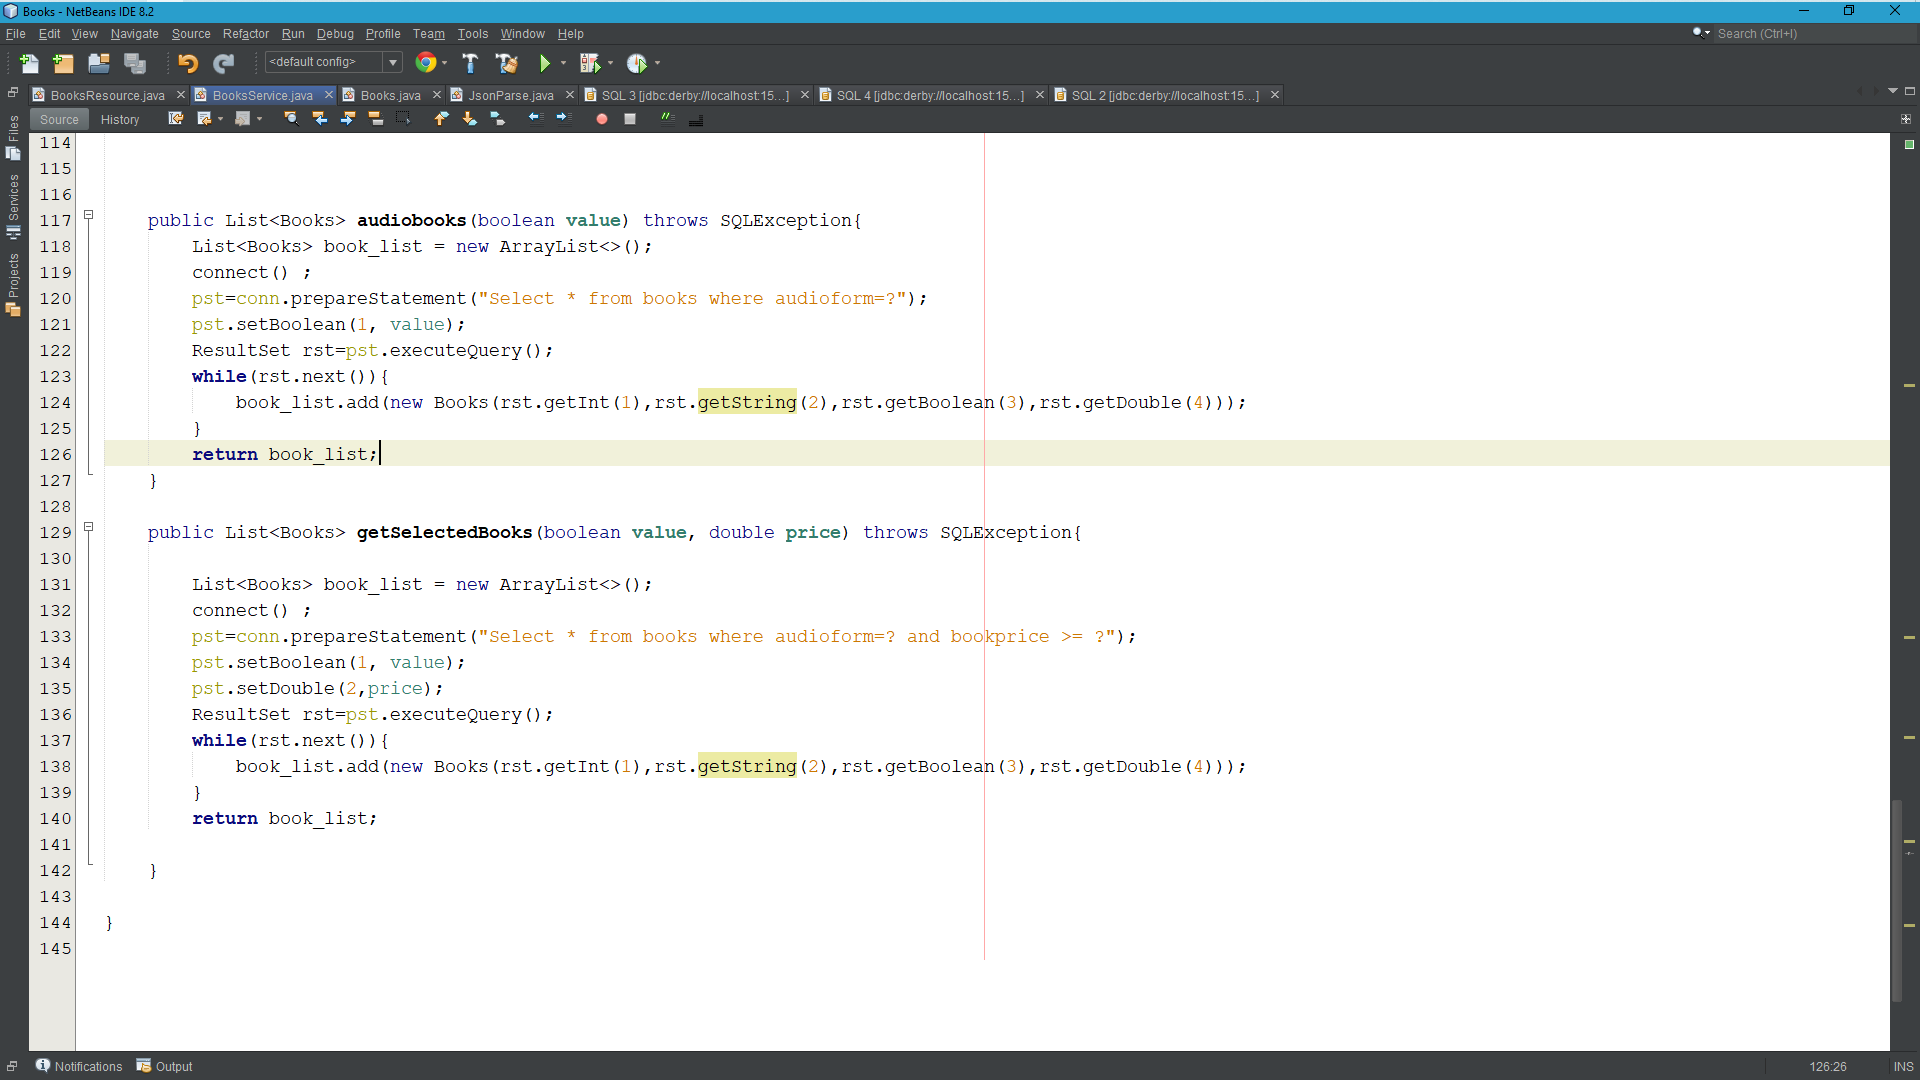 Books - NetBeans IDE 8.2
File Edit View Navigate Source Refactor Run Debug Profile Team Tools Window Help
Search (Ctrl+I)
<default config>
BooksResource.java BooksService.java Books.java JsonParse.java SQL 3 [jdbc:derby://localhost:15...] SQL 4 [jdbc:derby://localhost:15...] SQL 2 [jdbc:derby://localhost:15...]
Source History
Files
Services
Projects
114
115
116
117 public List<Books> audiobooks(boolean value) throws SQLException{
118 List<Books> book_list = new ArrayList<>();
119 connect() ;
120 pst=conn.prepareStatement("Select * from books where audioform=?");
121 pst.setBoolean(1, value);
122 ResultSet rst=pst.executeQuery();
123 while(rst.next()){
124 book_list.add(new Books(rst.getInt(1),rst.getString(2),rst.getBoolean(3),rst.getDouble(4)));
125 }
126 return book_list;
127 }
128
129 public List<Books> getSelectedBooks(boolean value, double price) throws SQLException{
130
131 List<Books> book_list = new ArrayList<>();
132 connect() ;
133 pst=conn.prepareStatement("Select * from books where audioform=? and bookprice >= ?");
134 pst.setBoolean(1, value);
135 pst.setDouble(2,price);
136 ResultSet rst=pst.executeQuery();
137 while(rst.next()){
138 book_list.add(new Books(rst.getInt(1),rst.getString(2),rst.getBoolean(3),rst.getDouble(4)));
139 }
140 return book_list;
141
142 }
143
144 }
145
Notifications Output
126:26 INS